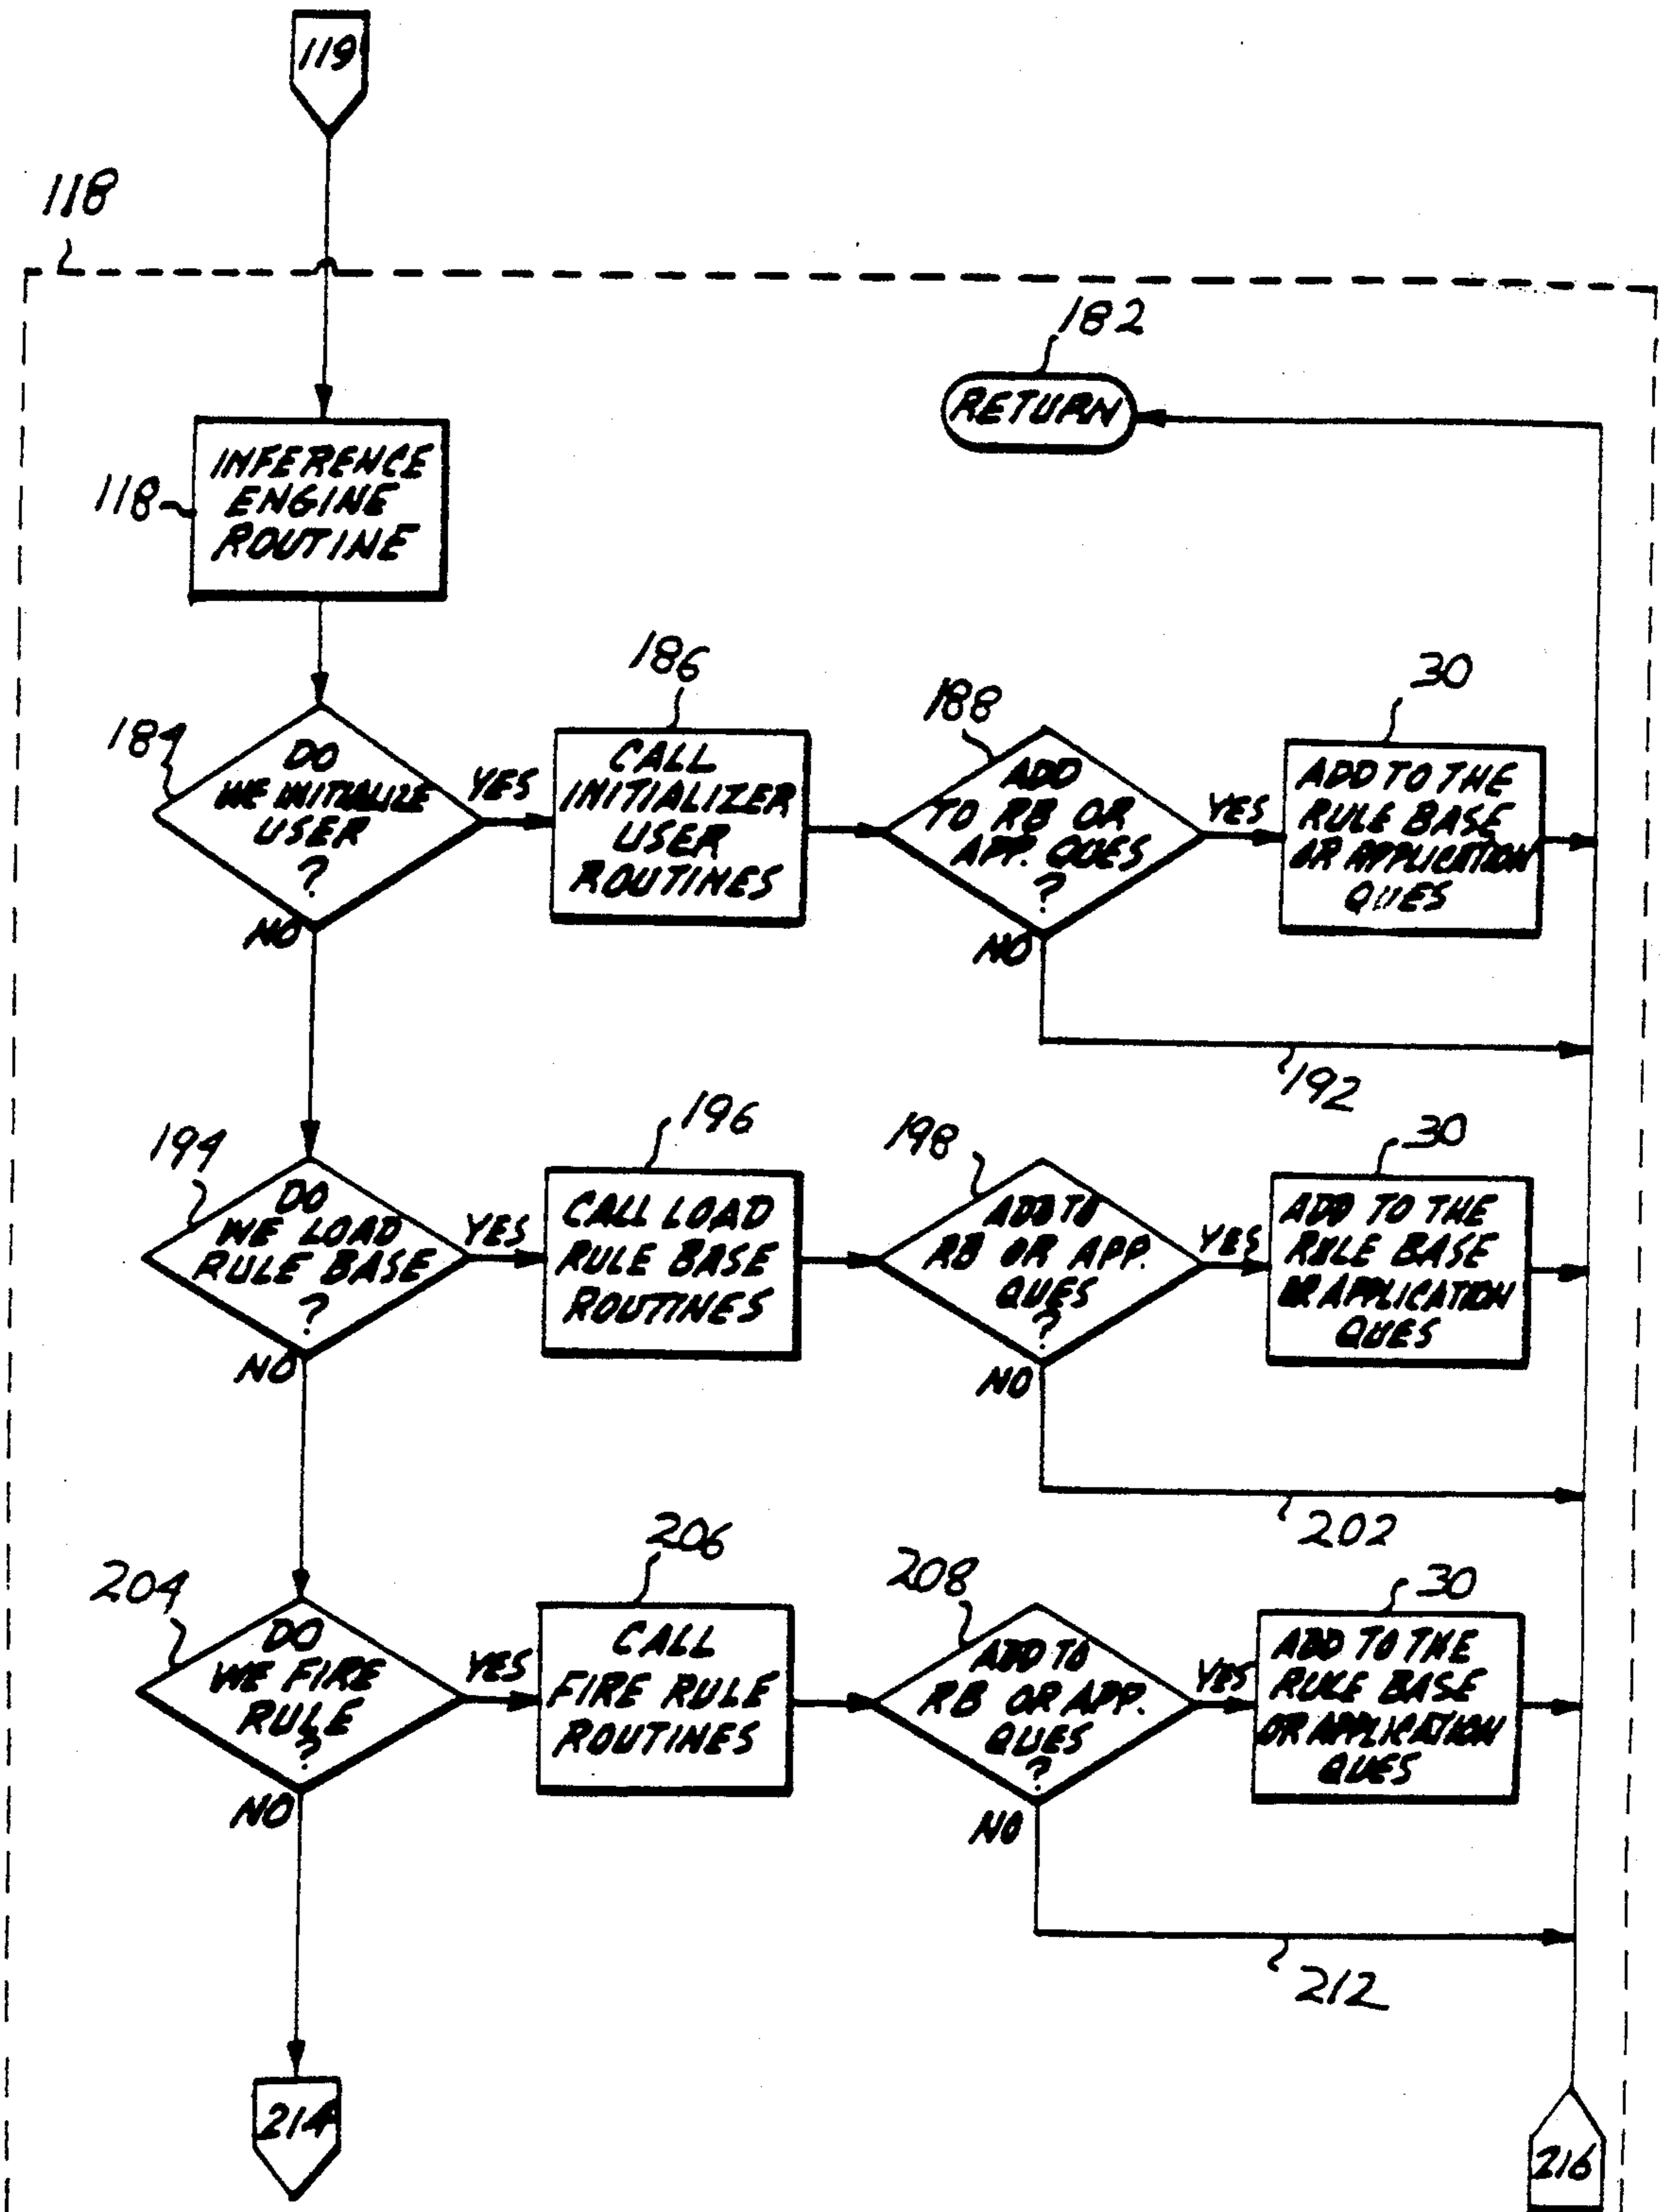 119
118
182
RETURN
118
INFERENCE
ENGINE
ROUTINE
184
DO
WE INITIALIZE
USER
?
YES
NO
186
CALL
INITIALIZER
USER
ROUTINES
188
ADD
TO RB OR
APP. QUES
?
YES
NO
30
ADD TO THE
RULE BASE
OR APPLICATION
QUES
192
194
DO
WE LOAD
RULE BASE
?
YES
NO
196
CALL LOAD
RULE BASE
ROUTINES
198
ADD TO
RB OR APP.
QUES
?
YES
NO
30
ADD TO THE
RULE BASE
OR APPLICATION
QUES
202
204
DO
WE FIRE
RULE
?
YES
NO
206
CALL
FIRE RULE
ROUTINES
208
ADD TO
RB OR APP.
QUES
?
YES
NO
30
ADD TO THE
RULE BASE
OR APPLICATION
QUES
212
214
216